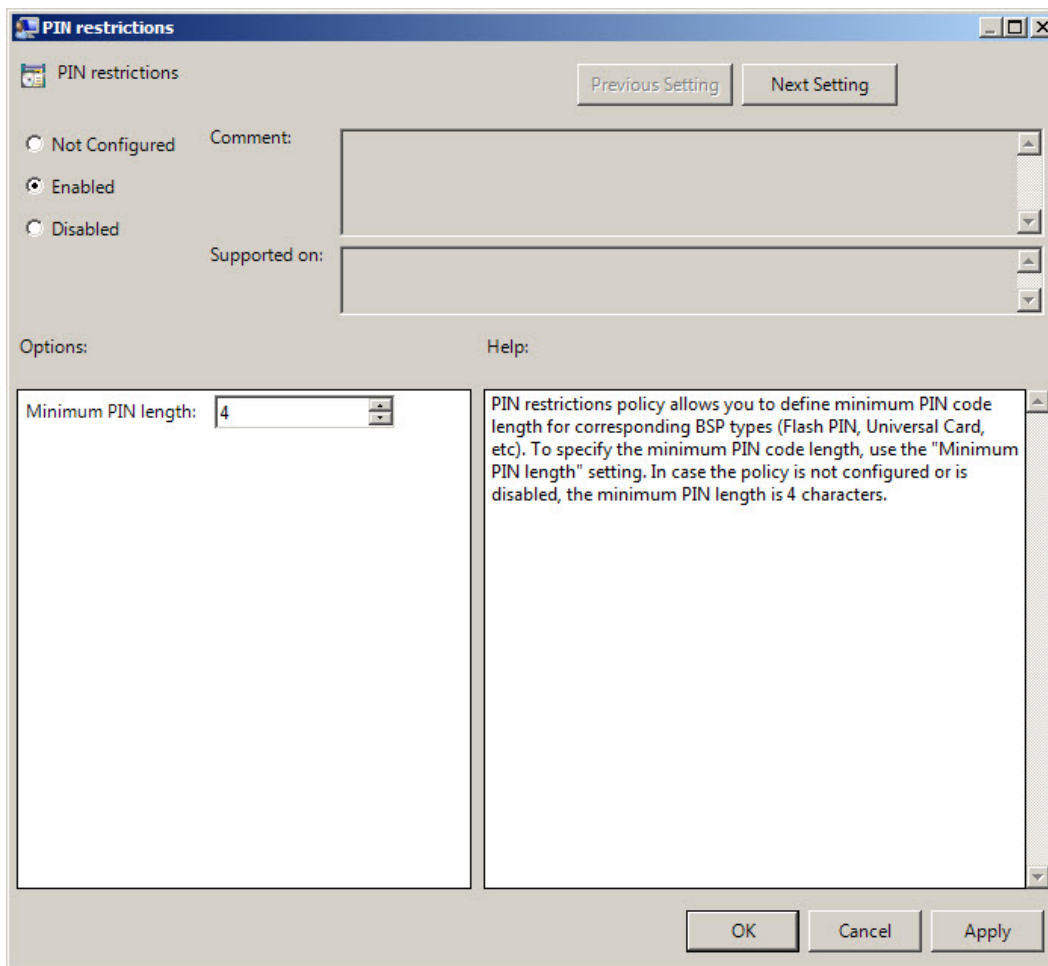 PIN restrictions
PIN restrictions
Previous Setting
Next Setting
Not Configured
Comment:
Enabled
Disabled
Supported on:
Options:
Help:
Minimum PIN length:
4
PIN restrictions policy allows you to define minimum PIN code
length for corresponding BSP types (Flash PIN, Universal Card,
etc). To specify the minimum PIN code length, use the "Minimum
PIN length" setting. In case the policy is not configured or is
disabled, the minimum PIN length is 4 characters.
OK
Cancel
Apply